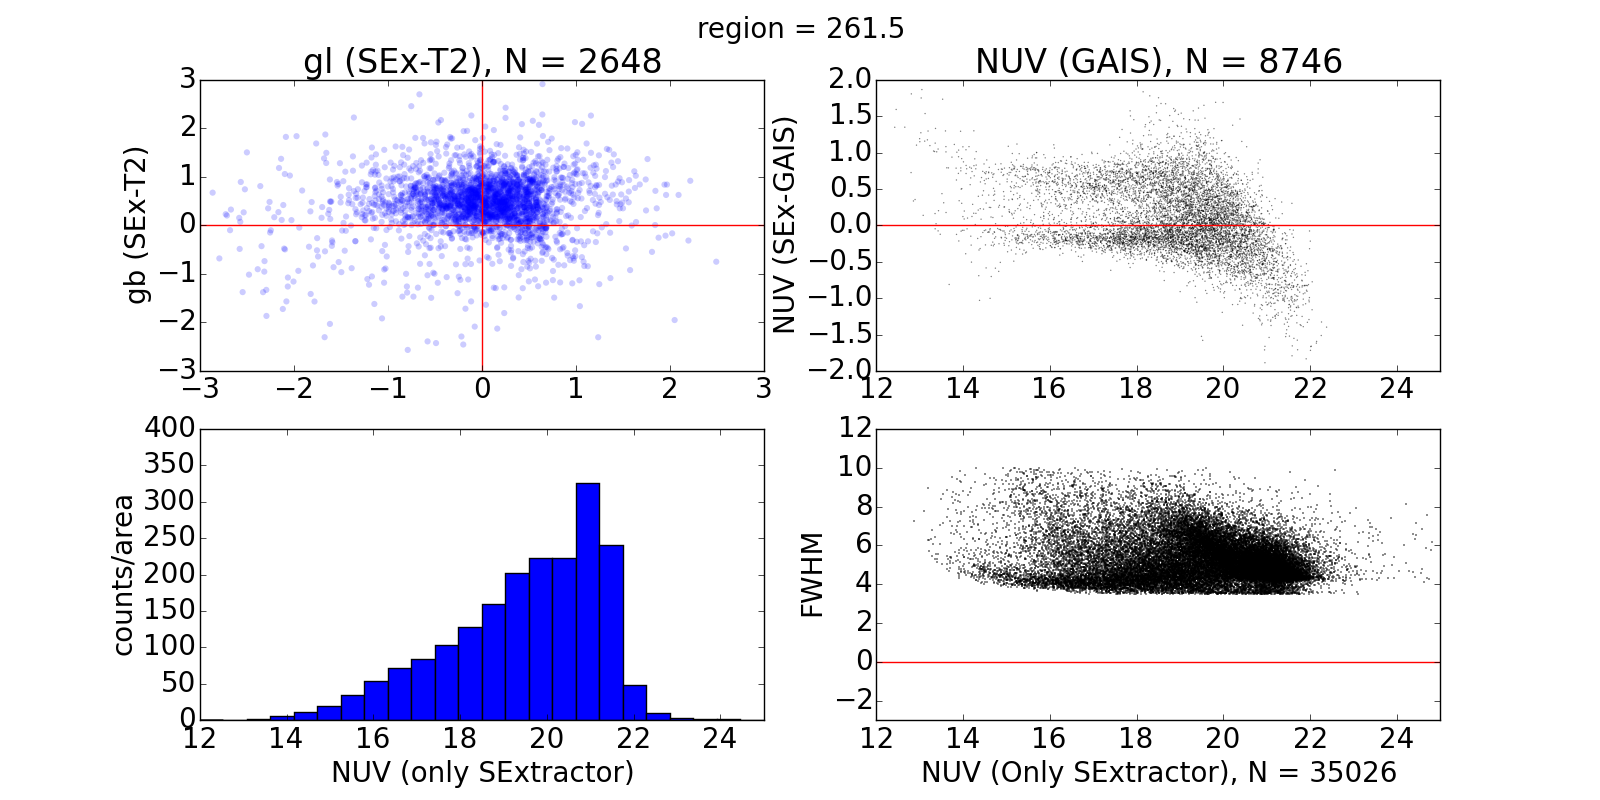 region = 261.5
gl (SEx-T2), N = 2648
NUV (GAIS), N = 8746
gb (SEx-T2)
3
2
1
0
−1
−2
−3
−3 −2 −1 0 1 2 3
NUV (SEx-GAIS)
2.0
1.5
1.0
0.5
0.0
−0.5
−1.0
−1.5
−2.0
12 14 16 18 20 22 24
counts/area
400
350
300
250
200
150
100
50
0
12 14 16 18 20 22 24
NUV (only SExtractor)
FWHM
12
10
8
6
4
2
0
−2
12 14 16 18 20 22 24
NUV (Only SExtractor), N = 35026